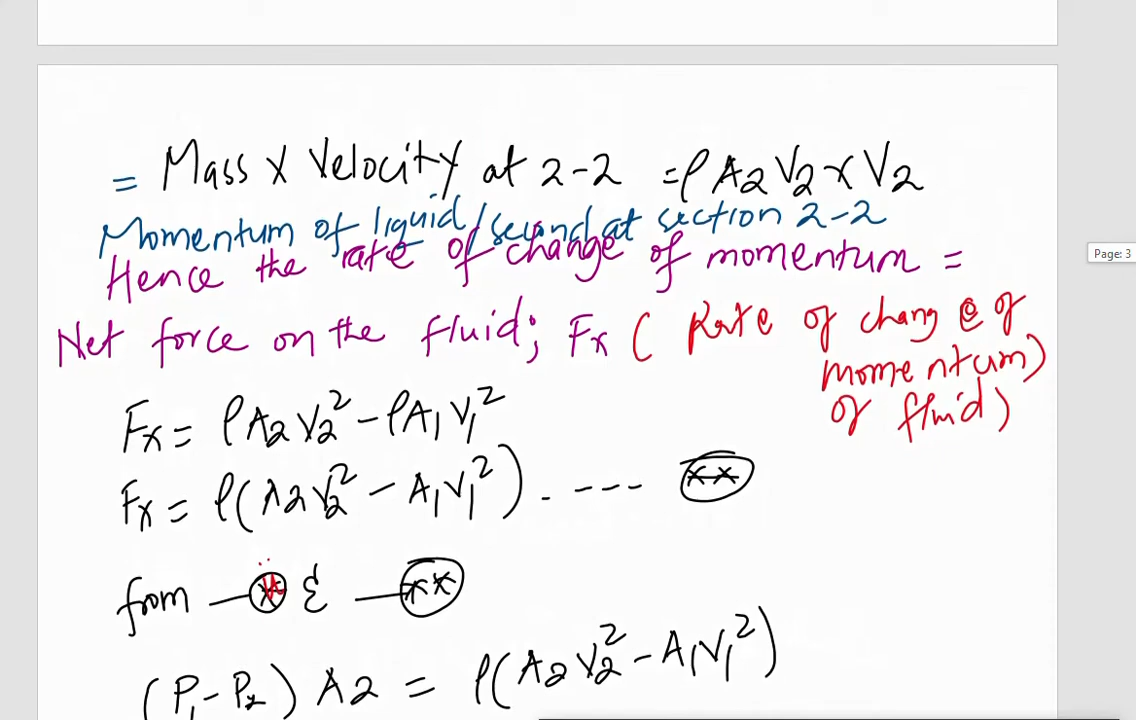 = Mass x Velocity at 2-2 = ρA2V2 x V2
Momentum of liquid/second at section 2-2
Hence the rate of change of momentum =
Net force on the fluid; Fx ( Rate of change of
momentum)
of fluid)
Fx = ρA2V2² - ρA1V1²
Fx = ρ(A2V2² - A1V1²) . ---- **
from — * & — **
(P1-P2) A2 = ρ(A2V2² - A1V1²)
Page: 3